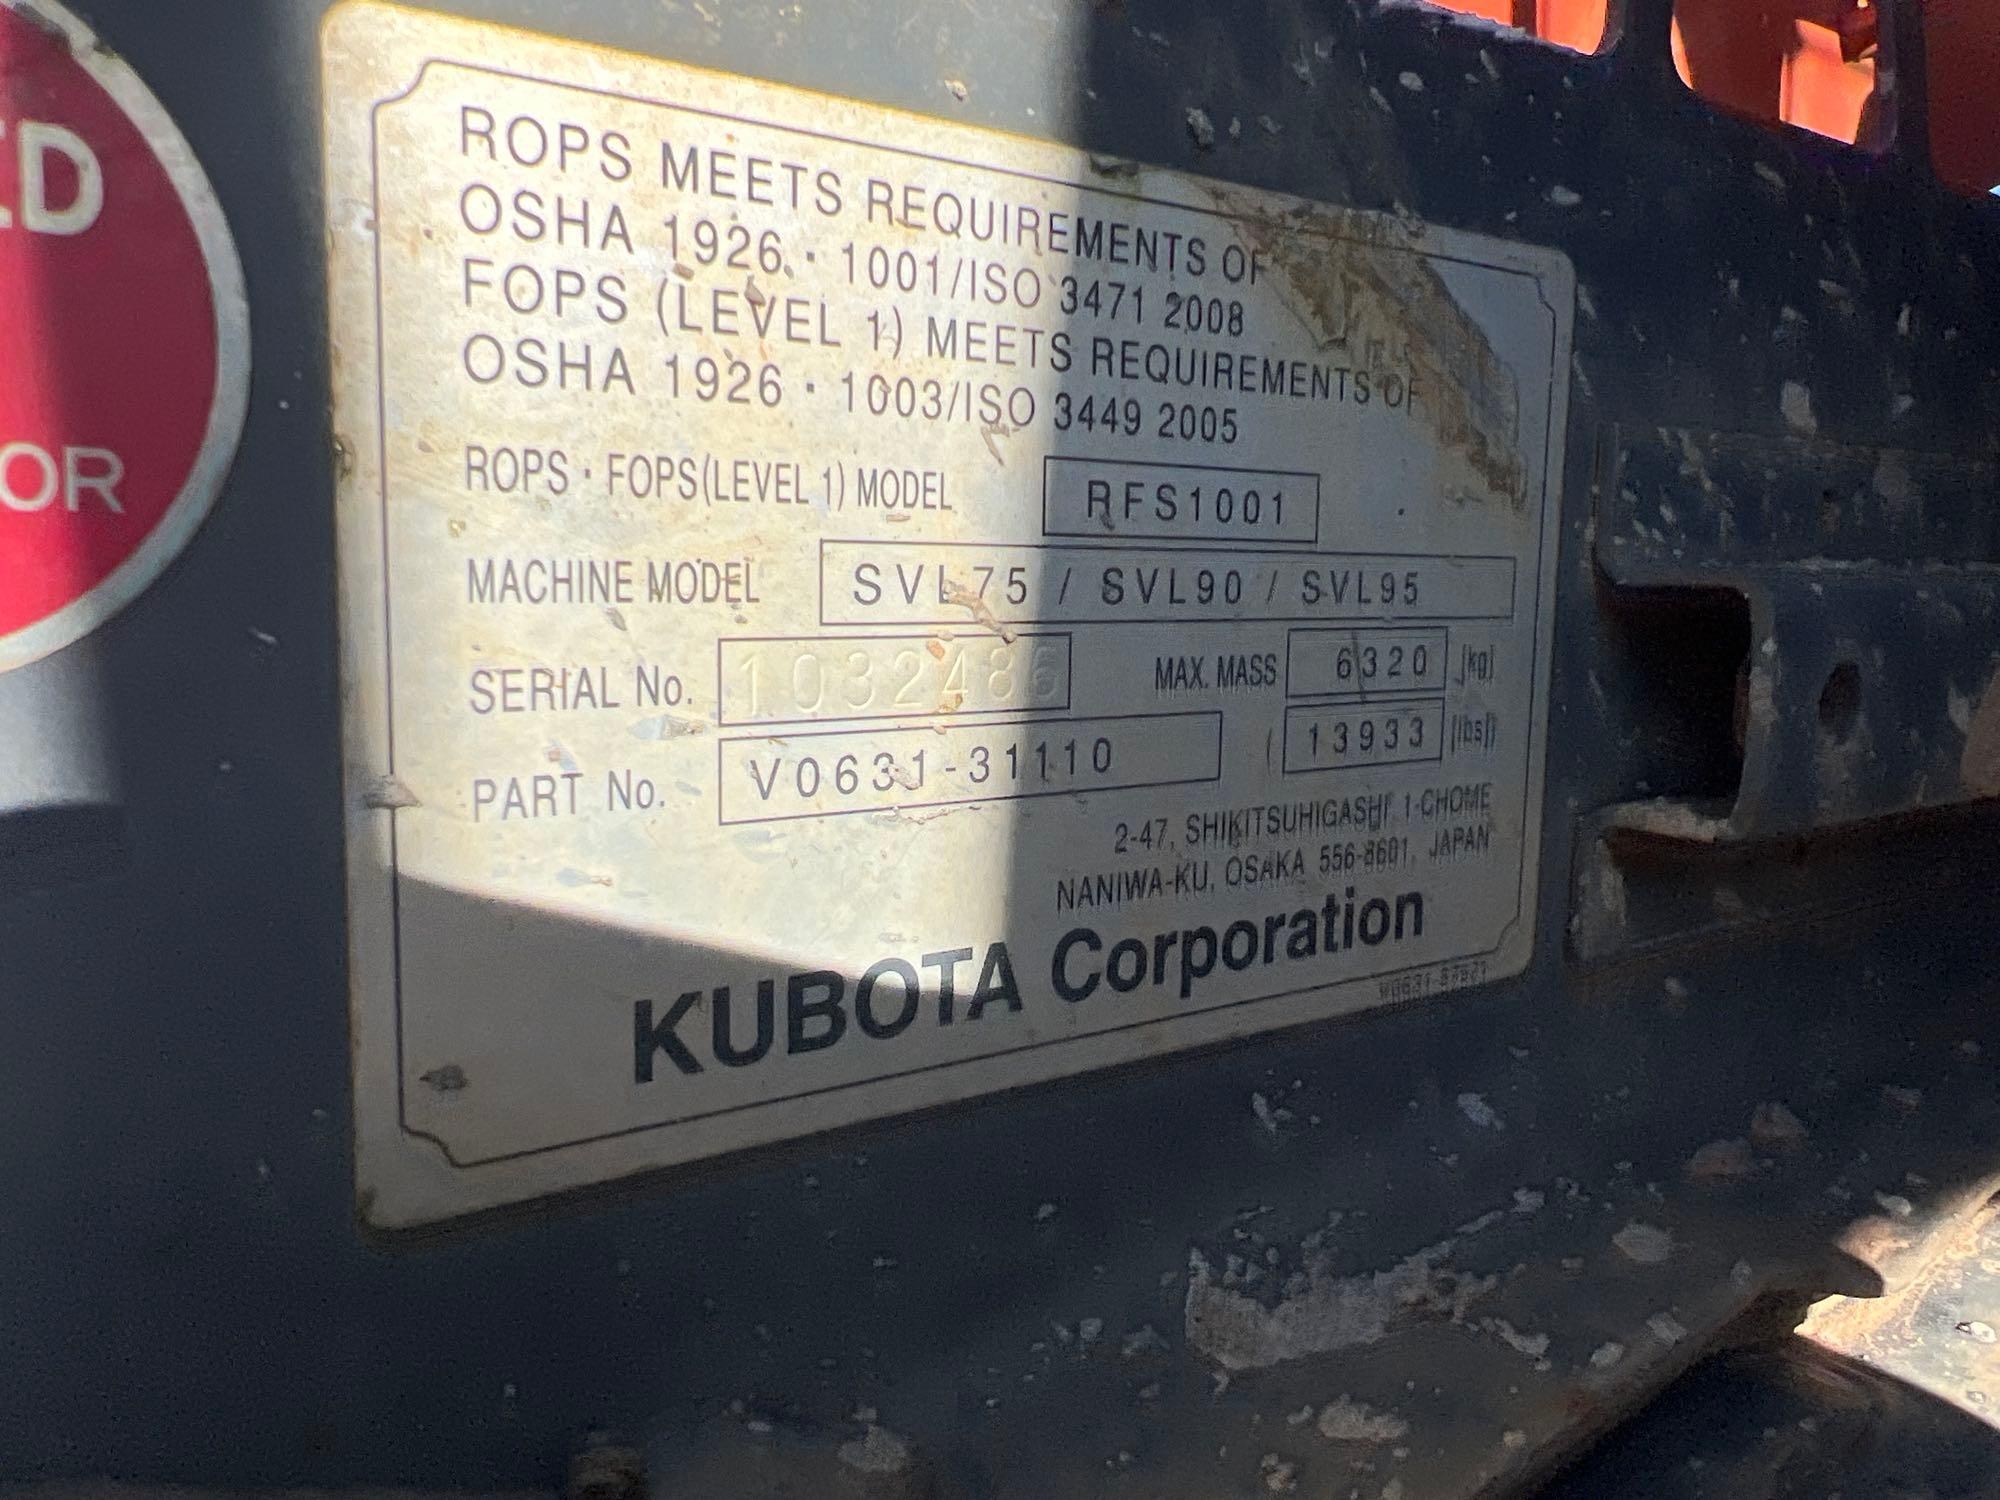 ED
OR
ROPS MEETS REQUIREMENTS OF
OSHA 1926 · 1001/ISO 3471 2008
FOPS (LEVEL 1) MEETS REQUIREMENTS OF
OSHA 1926 · 1003/ISO 3449 2005
ROPS · FOPS(LEVEL 1) MODEL RFS1001
MACHINE MODEL SVL75 / SVL90 / SVL95
SERIAL No. 1032486 MAX. MASS 6320 [kg]
PART No. V0631-31110 ( 13933 [lbs])
2-47, SHIKITSUHIGASHI 1-CHOME
NANIWA-KU, OSAKA 556-8601, JAPAN
KUBOTA Corporation